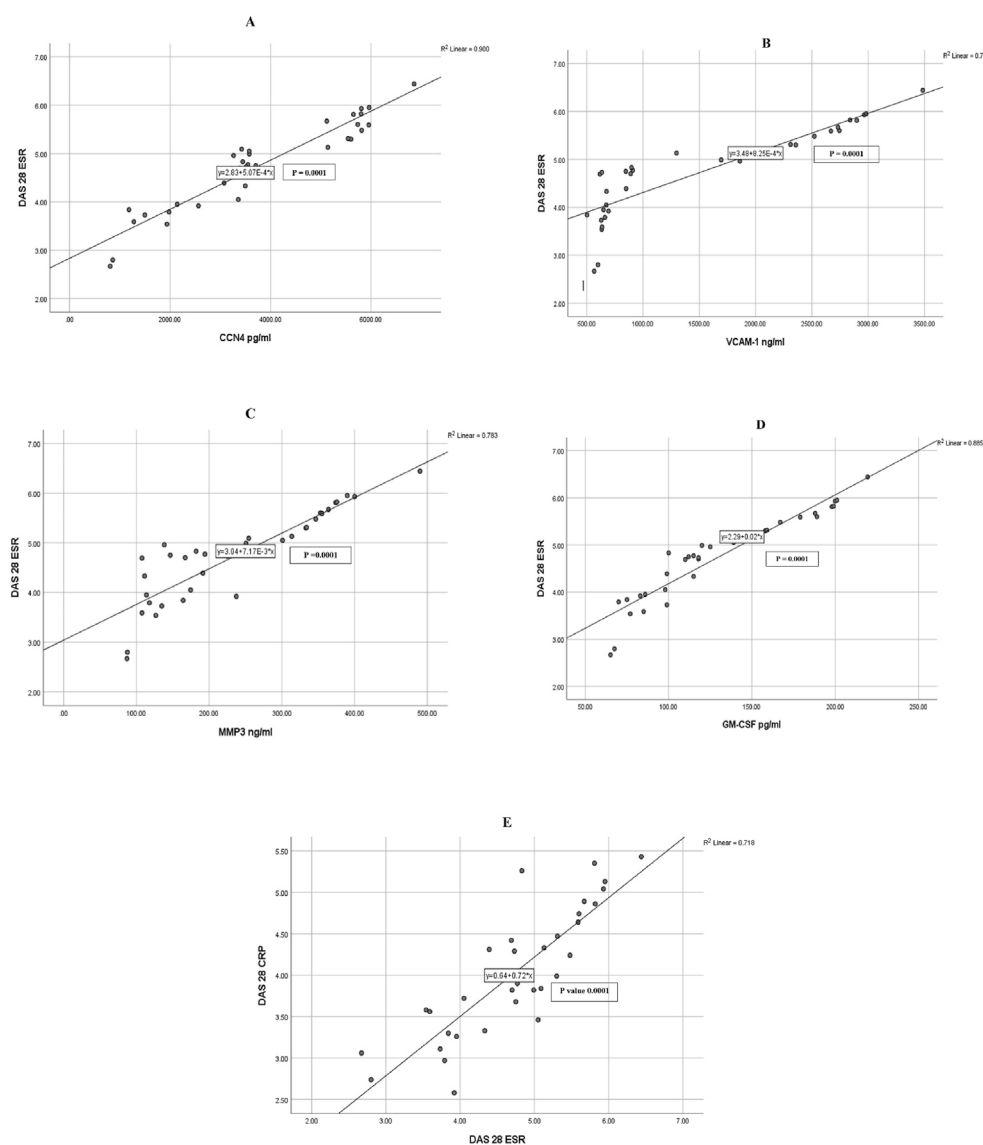 A
R² Linear = 0.900
7.00
6.00
5.00
4.00
3.00
2.00
DAS 28 ESR
y=2.83+5.07E-4*x
P = 0.0001
.00
2000.00
4000.00
6000.00
CCN4 pg/ml
B
R² Linear = 0.7
7.00
6.00
5.00
4.00
3.00
2.00
DAS 28 ESR
y=3.48+8.25E-4*x
P = 0.0001
500.00
1000.00
1500.00
2000.00
2500.00
3000.00
3500.00
VCAM-1 ng/ml
C
R² Linear = 0.783
7.00
6.00
5.00
4.00
3.00
2.00
DAS 28 ESR
y=3.04+7.17E-3*x
P =0.0001
.00
100.00
200.00
300.00
400.00
500.00
MMP3 ng/ml
D
R² Linear = 0.885
7.00
6.00
5.00
4.00
3.00
2.00
DAS 28 ESR
y=2.29+0.02*x
P = 0.0001
50.00
100.00
150.00
200.00
250.00
GM-CSF pg/ml
E
R² Linear = 0.718
5.50
5.00
4.50
4.00
3.50
3.00
2.50
DAS 28 CRP
y=0.64+0.72*x
P value 0.0001
2.00
3.00
4.00
5.00
6.00
7.00
DAS 28 ESR